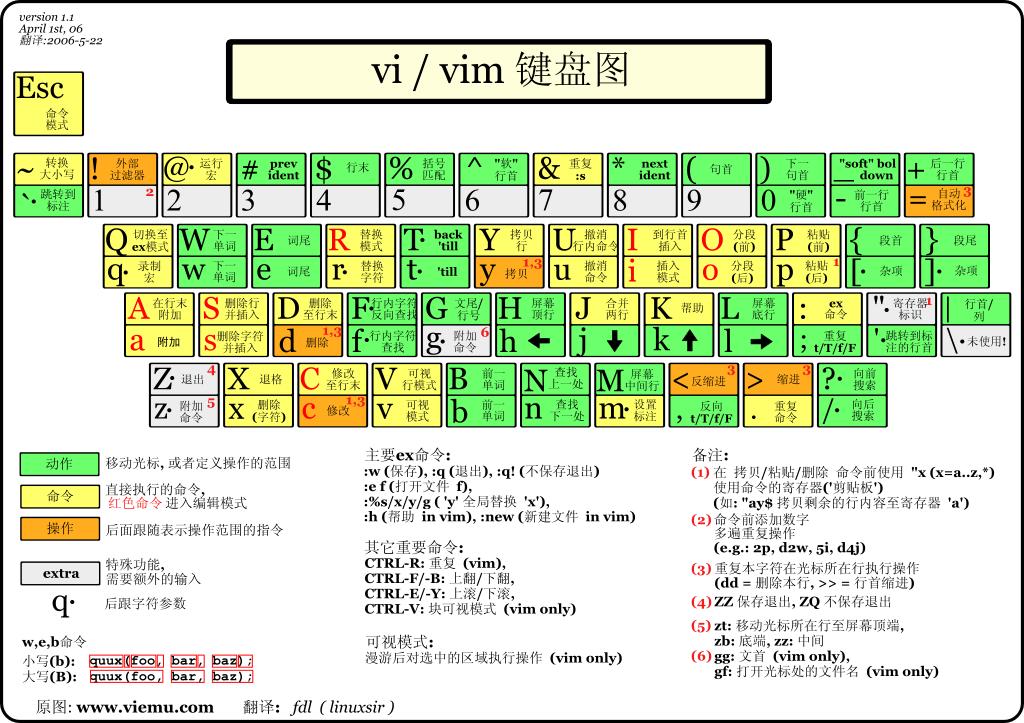 version 1.1
April 1st, 06
翻译:2006-5-22
vi / vim 键盘图
Esc
命令
模式
~ 转换
大小写
! 外部
过滤器
@· 运行
宏
# prev
ident
$ 行末
% 括号
匹配
^ "软"
行首
& 重复
:s
* next
ident
( 句首
) 下一
句首
_ "soft" bol
down
+ 后一行
行首
`· 跳转到
标注
1 2
2
3
4
5
6
7
8
9
0 "硬"
行首
- 前一行
行首
= 自动 3
格式化
Q 切换至
ex模式
W 下一
单词
E 词尾
R 替换
模式
T· back
'till
Y 拷贝
行
U 撤消
行内命令
I 到行首
插入
O 分段
(前)
P 粘贴
(前)
{ 段首
} 段尾
q· 录制
宏
w 下一
单词
e 词尾
r· 替换
字符
t· 'till
y 拷贝 1,3
u 撤消
命令
i 插入
模式
o 分段
(后)
p 粘贴 1
(后)
[· 杂项
]· 杂项
A 在行末
附加
S 删除行
并插入
D 删除
至行末
F· 行内字符
反向查找
G 文尾/
行号
H 屏幕
顶行
J 合并
两行
K 帮助
L 屏幕
底行
: ex
命令
"· 寄存器 1
标识
| 行首/
列
a 附加
s 删除字符
并插入
d 删除 1,3
f· 行内字符
查找
g· 附加 6
命令
h ←
j ↓
k ↑
l →
; 重复
t/T/f/F
'· 跳转到标
注的行首
\· 未使用!
Z· 退出 4
X 退格
C 修改
至行末
V 可视
行模式
B 前一
单词
N 查找
上一处
M 屏幕
中间行
< 反缩进 3
> 缩进 3
?· 向前
搜索
z· 附加 5
命令
x 删除
(字符)
c 修改 1,3
v 可视
模式
b 前一
单词
n 查找
下一处
m· 设置
标注
, 反向
t/T/f/F
. 重复
命令
/· 向后
搜索
动作 移动光标, 或者定义操作的范围
命令 直接执行的命令,
红色命令 进入编辑模式
操作 后面跟随表示操作范围的指令
extra 特殊功能,
需要额外的输入
q· 后跟字符参数
w,e,b命令
小写(b): quux(foo, bar, baz);
大写(B): quux(foo, bar, baz);
原图: www.viemu.com 翻译: fdl ( linuxsir )
主要ex命令:
:w (保存), :q (退出), :q! (不保存退出)
:e f (打开文件 f),
:%s/x/y/g ( 'y' 全局替换 'x'),
:h (帮助 in vim), :new (新建文件 in vim)
其它重要命令:
CTRL-R: 重复 (vim),
CTRL-F/-B: 上翻/下翻,
CTRL-E/-Y: 上滚/下滚,
CTRL-V: 块可视模式 (vim only)
可视模式:
漫游后对选中的区域执行操作 (vim only)
备注:
(1) 在 拷贝/粘贴/删除 命令前使用 "x (x=a..z,*)
使用命令的寄存器('剪贴板')
(如: "ay$ 拷贝剩余的行内容至寄存器 'a')
(2) 命令前添加数字
多遍重复操作
(e.g.: 2p, d2w, 5i, d4j)
(3) 重复本字符在光标所在行执行操作
(dd = 删除本行, >> = 行首缩进)
(4) ZZ 保存退出, ZQ 不保存退出
(5) zt: 移动光标所在行至屏幕顶端,
zb: 底端, zz: 中间
(6) gg: 文首 (vim only),
gf: 打开光标处的文件名 (vim only)